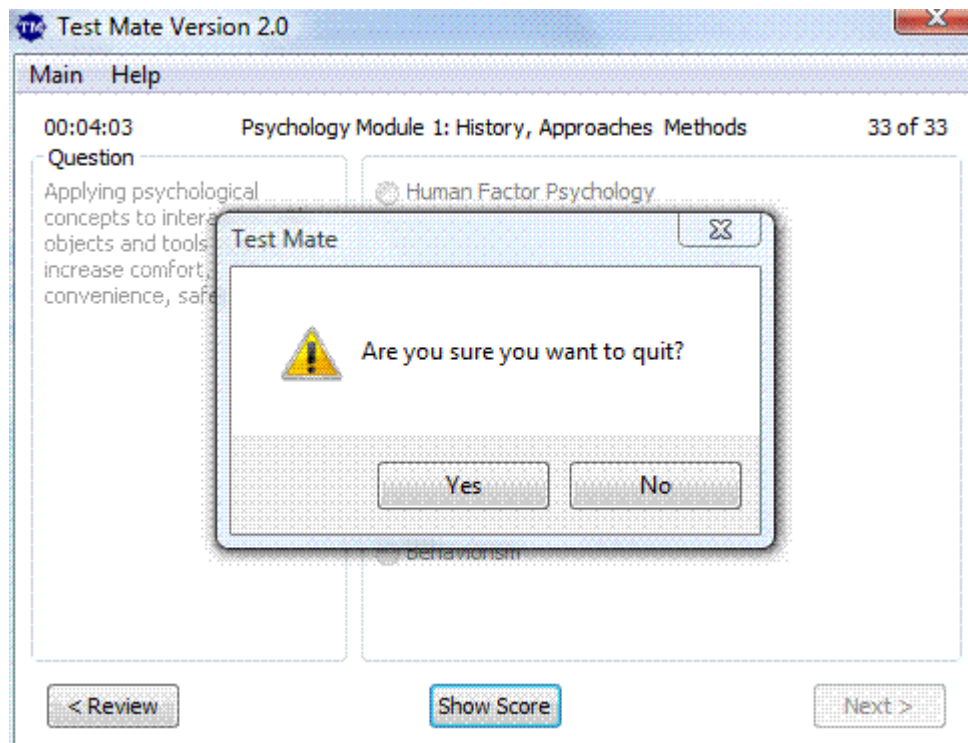 TM Test Mate Version 2.0
Main Help
00:04:03 Psychology Module 1: History, Approaches Methods 33 of 33
Question
Applying psychological
concepts to
objects and tools
increase comfort,
convenience,
Human Factor Psychology
Test Mate
Are you sure you want to quit?
Yes No
Behaviorism
< Review Show Score Next >